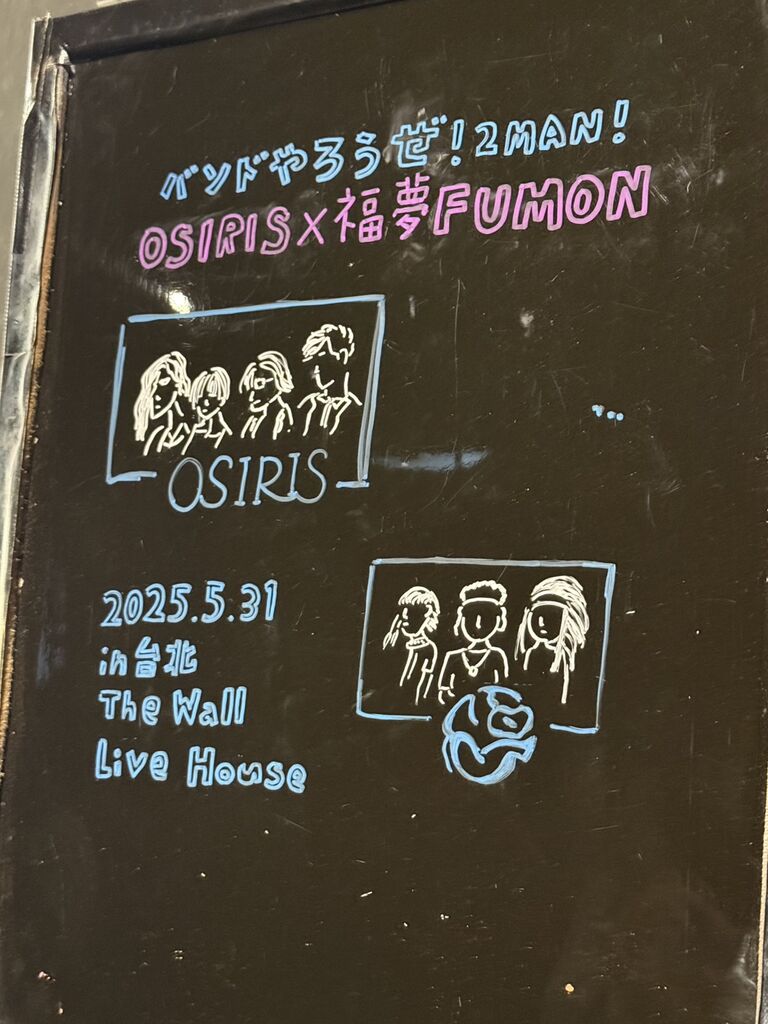 バンドやろうぜ!2MAN!
OSIRIS×福夢FUMON
OSIRIS
2025.5.31
in台北
The Wall
Live House